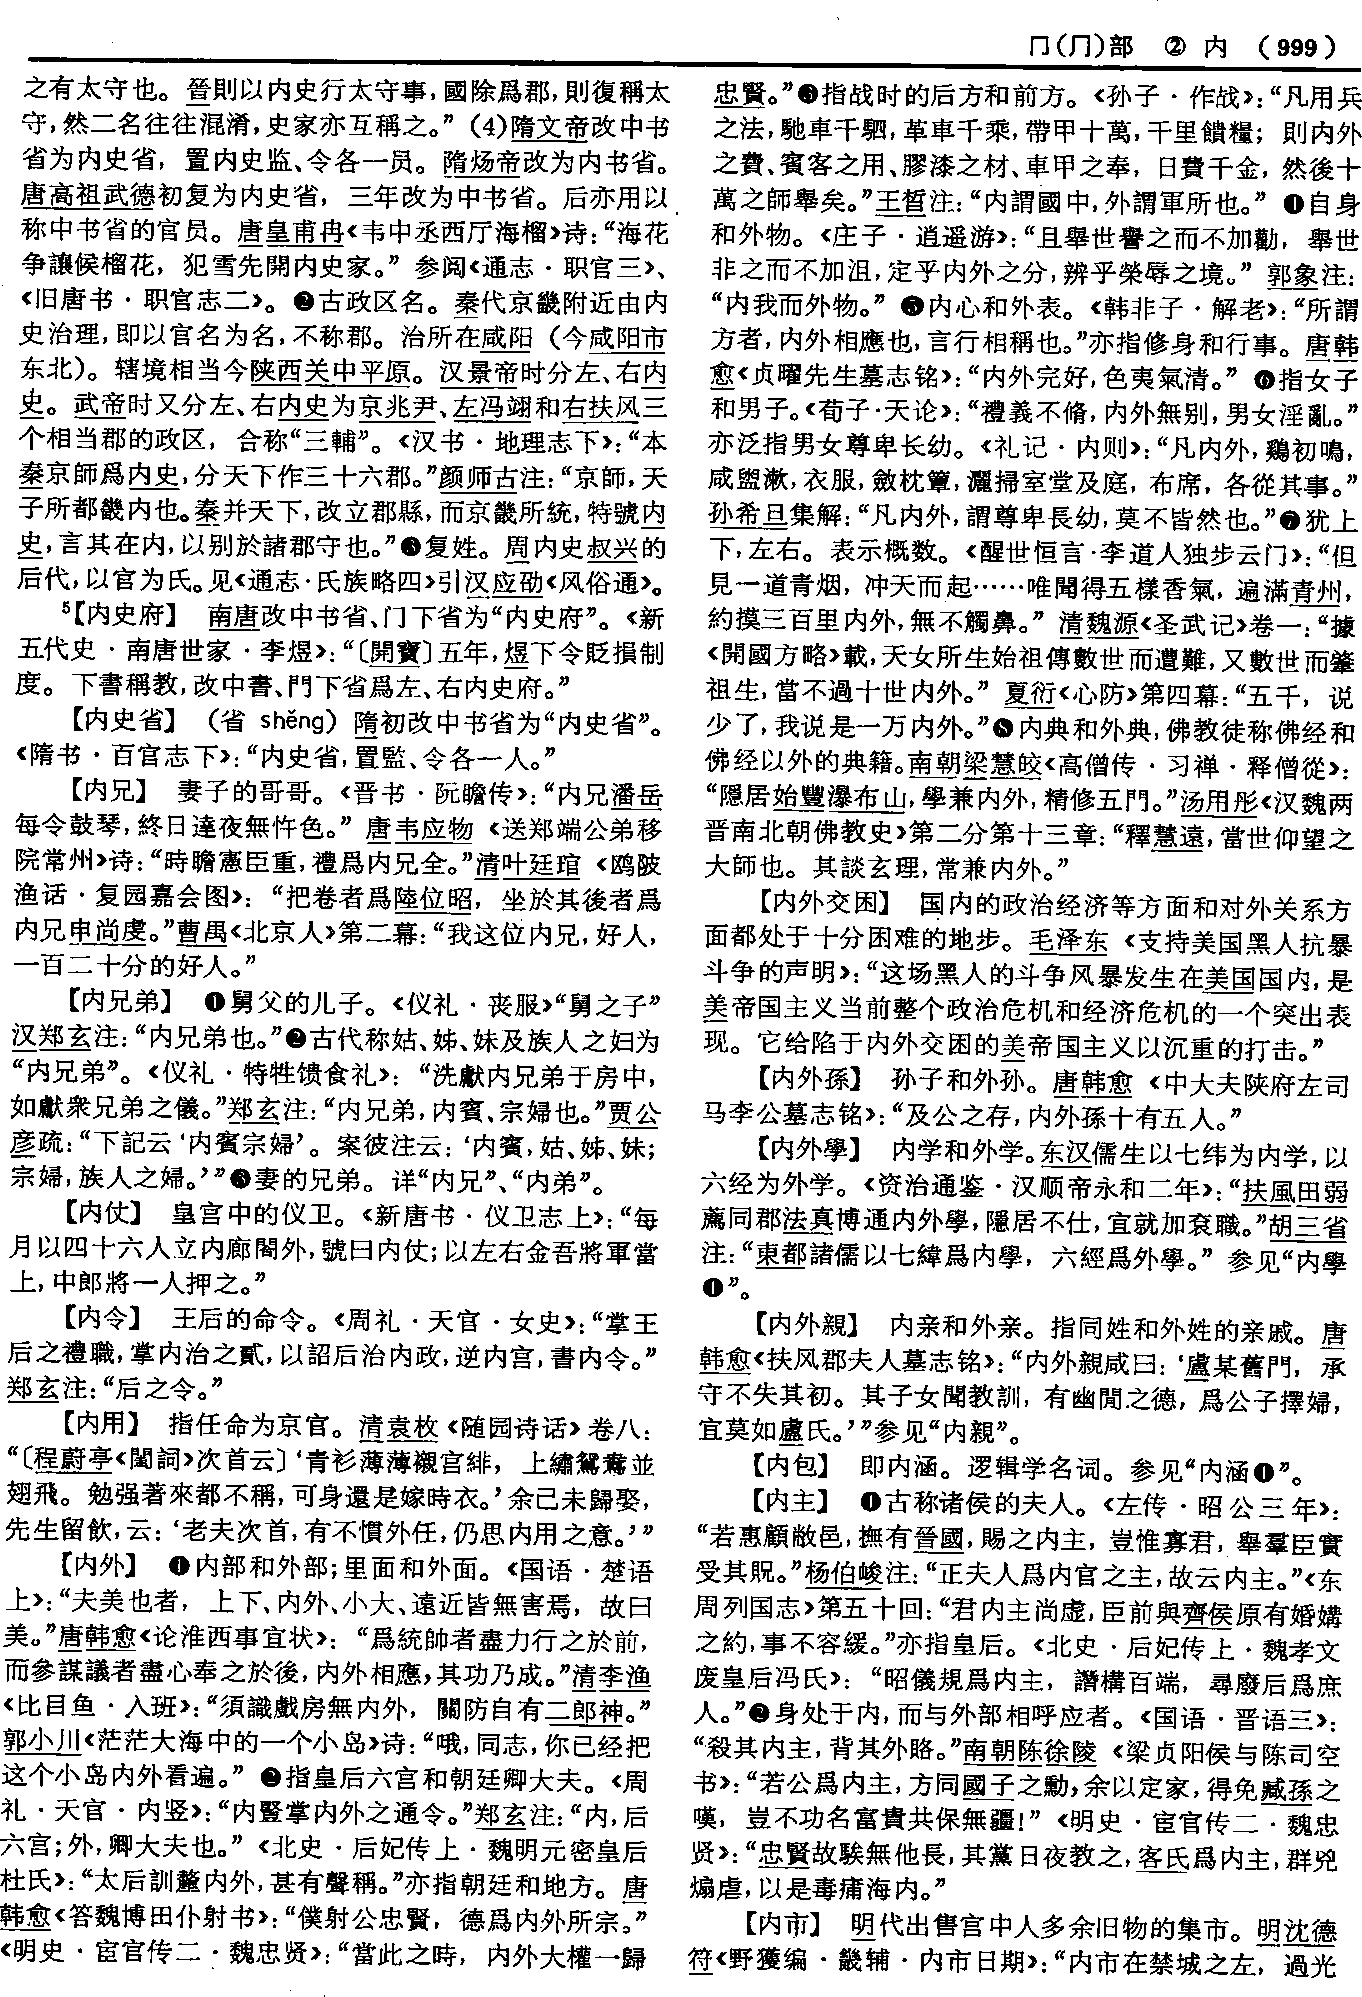 冂(⺆)部 ② 内 (999)
之有太守也。晉則以内史行太守事,國除爲郡,則復稱太
守,然二名往往混淆,史家亦互稱之。”(4)隋文帝改中书
省为内史省，置内史监、令各一员。隋炀帝改为内书省。
唐高祖武德初复为内史省，三年改为中书省。后亦用以
称中书省的官员。唐皇甫冉《韦中丞西厅海榴》诗:“海花
争讓候榴花，犯雪先開内史家。”参阅《通志·职官三》、
《旧唐书·职官志二》。❷古政区名。秦代京畿附近由内
史治理,即以官名为名,不称郡。治所在咸阳（今咸阳市
东北）。辖境相当今陕西关中平原。汉景帝时分左、右内
史。武帝时又分左、右内史为京兆尹、左冯翊和右扶风三
个相当郡的政区，合称“三輔”。《汉书·地理志下》:“本
秦京師爲内史,分天下作三十六郡。”颜师古注:“京師,天
子所都畿内也。秦并天下,改立郡縣,而京畿所統,特號内
史,言其在内,以别於諸郡守也。”❸复姓。周内史叔兴的
后代,以官为氏。见《通志·氏族略四》引汉应劭《风俗通》。
⁵【内史府】 南唐改中书省、门下省为“内史府”。《新
五代史·南唐世家·李煜》:“〔開寶〕五年,煜下令貶損制
度。下書稱教,改中書、門下省爲左、右内史府。”
【内史省】（省 shěng）隋初改中书省为“内史省”。
《隋书·百官志下》:“内史省,置監、令各一人。”
【内兄】 妻子的哥哥。《晋书·阮瞻传》:“内兄潘岳
每令鼓琴,終日達夜無忤色。”唐韦应物《送郑端公弟移
院常州》诗:“時瞻憲臣重,禮爲内兄全。”清叶廷琯《鸥陂
渔话·复园嘉会图》:“把卷者爲陸位昭，坐於其後者爲
内兄申尚虔。”曹禺《北京人》第二幕:“我这位内兄,好人,
一百二十分的好人。”
【内兄弟】 ❶舅父的儿子。《仪礼·丧服》“舅之子”
汉郑玄注:“内兄弟也。”❷古代称姑、姊、妹及族人之妇为
“内兄弟”。《仪礼·特牲馈食礼》:“洗獻内兄弟于房中,
如獻衆兄弟之儀。”郑玄注:“内兄弟,内賓、宗婦也。”贾公
彦疏:“下記云‘内賓宗婦’。案彼注云:‘内賓,姑、姊、妹;
宗婦,族人之婦。’”❸妻的兄弟。详“内兄”、“内弟”。
【内仗】 皇宫中的仪卫。《新唐书·仪卫志上》:“每
月以四十六人立内廊閤外,號曰内仗;以左右金吾將軍當
上,中郎將一人押之。”
【内令】 王后的命令。《周礼·天官·女史》:“掌王
后之禮職,掌内治之貳,以詔后治内政,逆内宫,書内令。”
郑玄注:“后之令。”
【内用】 指任命为京官。清袁枚《随园诗话》卷八:
“〔程蔚亭《閨詞》次首云〕‘青衫薄薄襯宫緋，上繡鴛鴦並
翅飛。勉强著來都不稱,可身還是嫁時衣。’余己未歸娶,
先生留飲,云:‘老夫次首,有不慣外任,仍思内用之意。’”
【内外】 ❶内部和外部;里面和外面。《国语·楚语
上》:“夫美也者，上下、内外、小大、遠近皆無害焉，故曰
美。”唐韩愈《论淮西事宜状》:“爲統帥者盡力行之於前,
而參謀議者盡心奉之於後,内外相應,其功乃成。”清李渔
《比目鱼·入班》:“須識戲房無内外，關防自有二郎神。”
郭小川《茫茫大海中的一个小岛》诗:“哦,同志,你已经把
这个小岛内外看遍。”❷指皇后六宫和朝廷卿大夫。《周
礼·天官·内竖》:“内豎掌内外之通令。”郑玄注:“内,后
六宫;外,卿大夫也。”《北史·后妃传上·魏明元密皇后
杜氏》:“太后訓釐内外,甚有聲稱。”亦指朝廷和地方。唐
韩愈《答魏博田仆射书》:“僕射公忠賢，德爲内外所宗。”
《明史·宦官传二·魏忠贤》:“當此之時，内外大權一歸
忠賢。”❸指战时的后方和前方。《孙子·作战》:“凡用兵
之法,馳車千駟,革車千乘,帶甲十萬,千里饋糧；則内外
之費、賓客之用、膠漆之材、車甲之奉，日費千金，然後十
萬之師舉矣。”王晳注:“内謂國中,外謂軍所也。”❹自身
和外物。《庄子·逍遥游》:“且舉世譽之而不加勸，舉世
非之而不加沮,定乎内外之分,辨乎榮辱之境。”郭象注:
“内我而外物。”❺内心和外表。《韩非子·解老》:“所謂
方者,内外相應也,言行相稱也。”亦指修身和行事。唐韩
愈《贞曜先生墓志铭》:“内外完好,色夷氣清。”❻指女子
和男子。《荀子·天论》:“禮義不脩,内外無别,男女淫亂。”
亦泛指男女尊卑长幼。《礼记·内则》:“凡内外,鷄初鳴,
咸盥漱,衣服,斂枕簟,灑掃室堂及庭，布席，各從其事。”
孙希旦集解:“凡内外,謂尊卑長幼,莫不皆然也。”❼犹上
下,左右。表示概数。《醒世恒言·李道人独步云门》:“但
見一道青烟，冲天而起……唯聞得五樣香氣，遍滿青州,
約摸三百里内外,無不觸鼻。”清魏源《圣武记》卷一:“據
《開國方略》載,天女所生始祖傳數世而遭難,又數世而肇
祖生,當不過十世内外。”夏衍《心防》第四幕:“五千，说
少了,我说是一万内外。”❽内典和外典,佛教徒称佛经和
佛经以外的典籍。南朝梁慧皎《高僧传·习禅·释僧從》:
“隱居始豐瀑布山,學兼内外,精修五門。”汤用彤《汉魏两
晋南北朝佛教史》第二分第十三章:“釋慧遠,當世仰望之
大師也。其談玄理,常兼内外。”
【内外交困】 国内的政治经济等方面和对外关系方
面都处于十分困难的地步。毛泽东《支持美国黑人抗暴
斗争的声明》:“这场黑人的斗争风暴发生在美国国内,是
美帝国主义当前整个政治危机和经济危机的一个突出表
现。它给陷于内外交困的美帝国主义以沉重的打击。”
【内外孫】 孙子和外孙。唐韩愈《中大夫陕府左司
马李公墓志铭》:“及公之存,内外孫十有五人。”
【内外學】 内学和外学。东汉儒生以七纬为内学,以
六经为外学。《资治通鉴·汉顺帝永和二年》:“扶風田弱
薦同郡法真博通内外學,隱居不仕,宜就加衮職。”胡三省
注:“東都諸儒以七緯爲内學，六經爲外學。”参见“内學
❶”。
【内外親】 内亲和外亲。指同姓和外姓的亲戚。唐
韩愈《扶风郡夫人墓志铭》:“内外親咸曰:‘盧某舊門，承
守不失其初。其子女聞教訓，有幽閒之德，爲公子擇婦,
宜莫如盧氏。’”参见“内親”。
【内包】 即内涵。逻辑学名词。参见“内涵❶”。
【内主】 ❶古称诸侯的夫人。《左传·昭公三年》:
“若惠顧敝邑,撫有晉國,賜之内主，豈惟寡君，舉羣臣實
受其貺。”杨伯峻注:“正夫人爲内官之主,故云内主。”《东
周列国志》第五十回:“君内主尚虚,臣前與齊侯原有婚媾
之約,事不容緩。”亦指皇后。《北史·后妃传上·魏孝文
废皇后冯氏》:“昭儀規爲内主，譖構百端，尋廢后爲庶
人。”❷身处于内,而与外部相呼应者。《国语·晋语三》:
“殺其内主,背其外賂。”南朝陈徐陵《梁贞阳侯与陈司空
书》:“若公爲内主,方同國子之勳,余以定家,得免臧孫之
嘆，豈不功名富貴共保無疆!”《明史·宦官传二·魏忠
贤》:“忠賢故騃無他長,其黨日夜教之,客氏爲内主,群兇
煽虐,以是毒痡海内。”
【内市】 明代出售宫中人多余旧物的集市。明沈德
符《野獲编·畿辅·内市日期》:“内市在禁城之左，過光